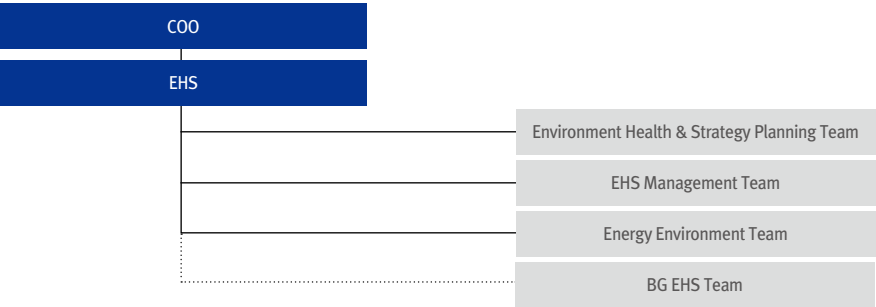 COO
EHS
Environment Health & Strategy Planning Team
EHS Management Team
Energy Environment Team
BG EHS Team